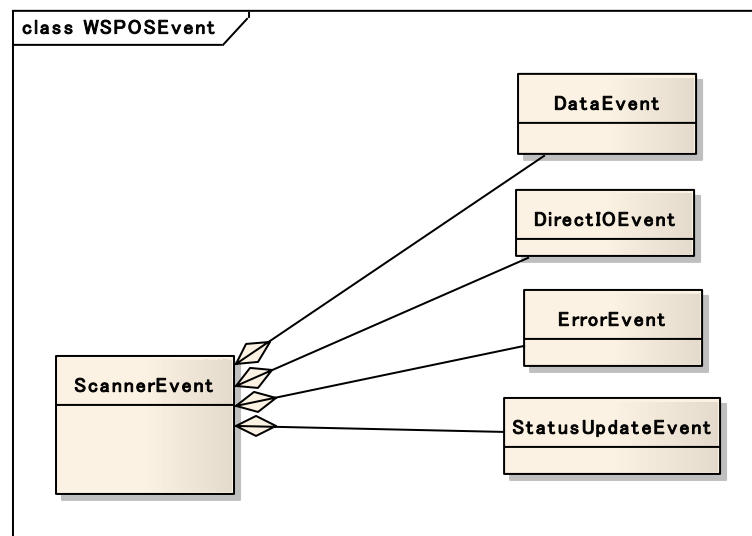 class WSPOSEvent
DataEvent
DirectIOEvent
ErrorEvent
ScannerEvent
StatusUpdateEvent